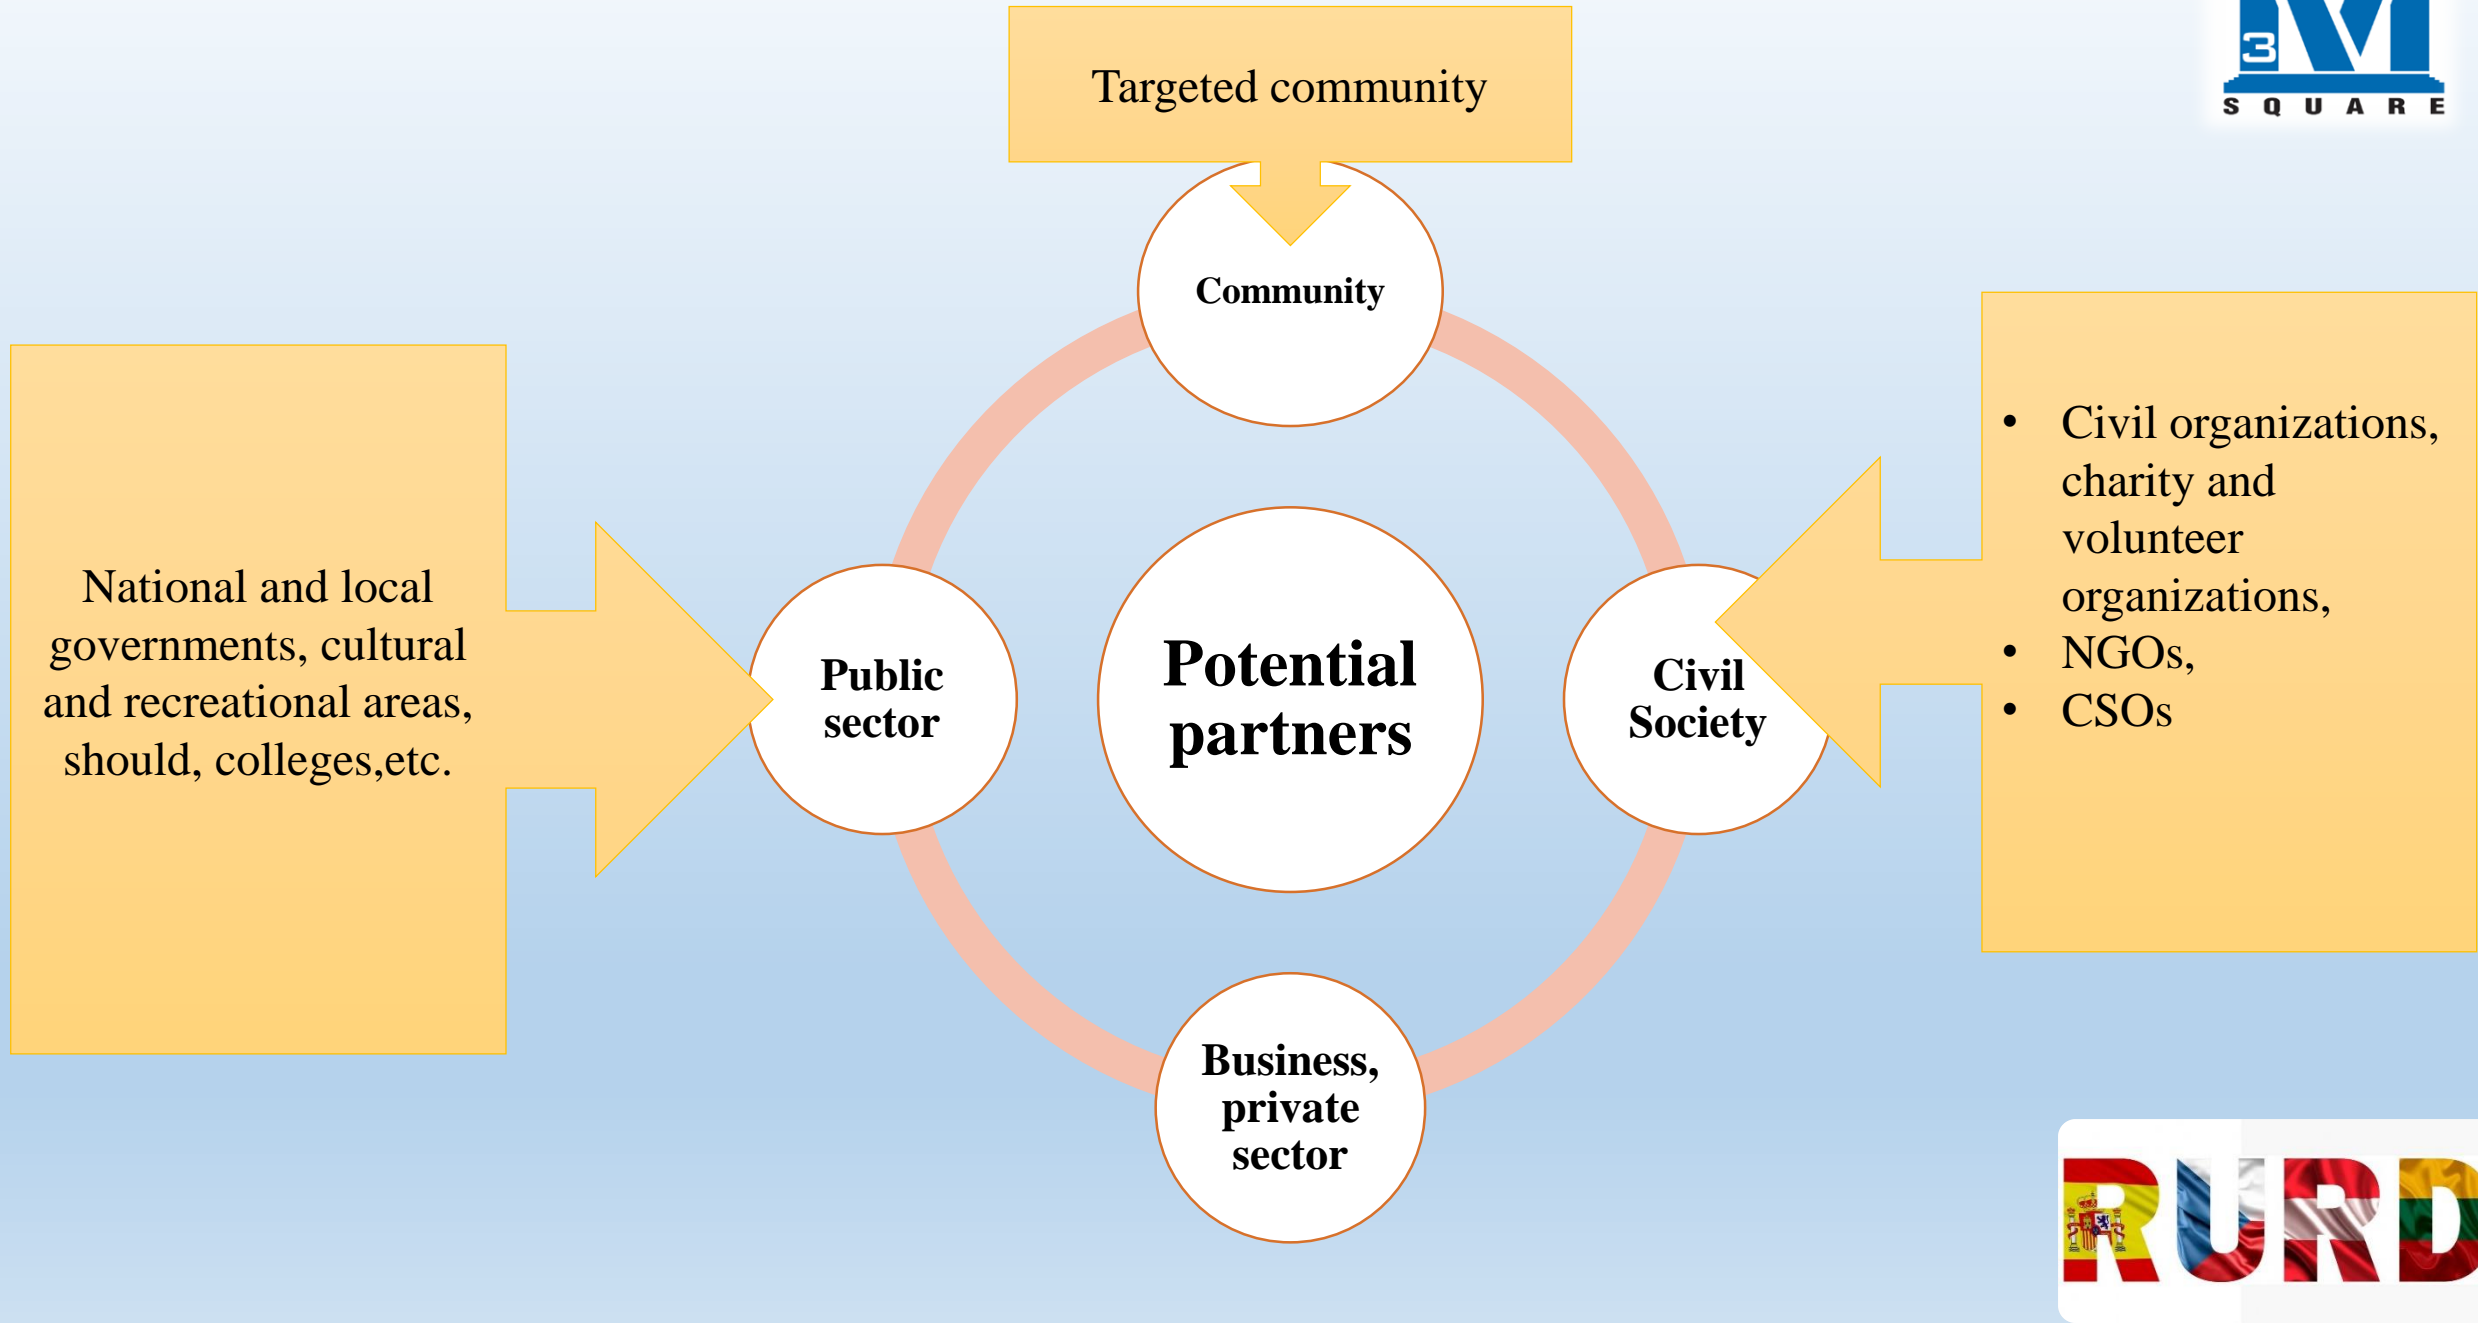 3M
SQUARE
Targeted community
Community
National and local
governments, cultural
and recreational areas,
should, colleges,etc.
Public
sector
Potential
partners
Civil
Society
• Civil organizations,
charity and
volunteer
organizations,
• NGOs,
• CSOs
Business,
private
sector
RURD